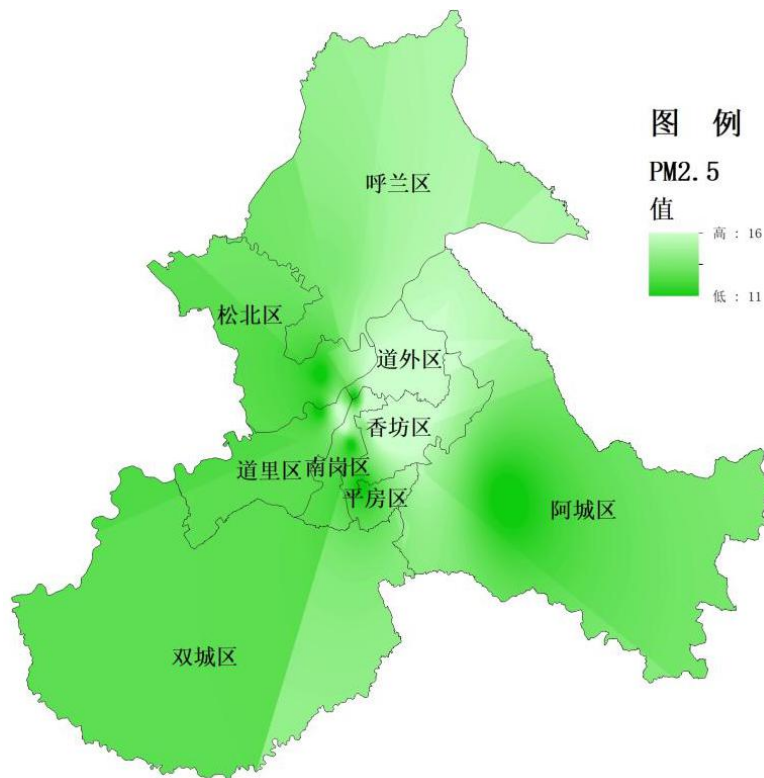 图 例
PM2.5
值
高 : 16
低 : 11
呼兰区
松北区
道外区
香坊区
道里区
南岗区
平房区
阿城区
双城区